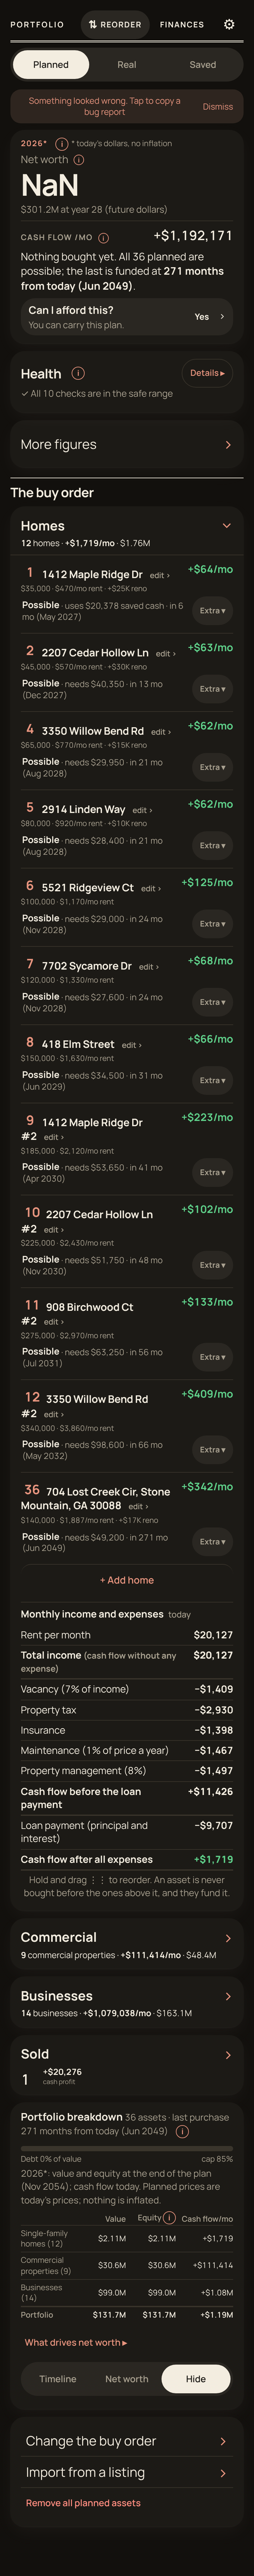 PORTFOLIO
⇅ REORDER
FINANCES
Planned
Real
Saved
Something looked wrong. Tap to copy a
bug report
Dismiss
2026* i * today's dollars, no inflation
Net worth i
NaN
$301.2M at year 28 (future dollars)
CASH FLOW /MO i +$1,192,171
Nothing bought yet. All 36 planned are
possible; the last is funded at 271 months
from today (Jun 2049).
Can I afford this?
You can carry this plan.
Yes ›
Health i
Details ▸
✓ All 10 checks are in the safe range
More figures
The buy order
Homes
12 homes · +$1,719/mo · $1.76M
1 1412 Maple Ridge Dr edit › +$64/mo
$35,000 · $470/mo rent · +$25K reno
Possible · uses $20,378 saved cash · in 6
mo (May 2027)
Extra ▾
2 2207 Cedar Hollow Ln edit › +$63/mo
$45,000 · $570/mo rent · +$30K reno
Possible · needs $40,350 · in 13 mo
(Dec 2027)
Extra ▾
4 3350 Willow Bend Rd edit › +$62/mo
$65,000 · $770/mo rent · +$15K reno
Possible · needs $29,950 · in 21 mo
(Aug 2028)
Extra ▾
5 2914 Linden Way edit › +$62/mo
$80,000 · $920/mo rent · +$10K reno
Possible · needs $28,400 · in 21 mo
(Aug 2028)
Extra ▾
6 5521 Ridgeview Ct edit › +$125/mo
$100,000 · $1,170/mo rent
Possible · needs $29,000 · in 24 mo
(Nov 2028)
Extra ▾
7 7702 Sycamore Dr edit › +$68/mo
$120,000 · $1,330/mo rent
Possible · needs $27,600 · in 24 mo
(Nov 2028)
Extra ▾
8 418 Elm Street edit › +$66/mo
$150,000 · $1,630/mo rent
Possible · needs $34,500 · in 31 mo
(Jun 2029)
Extra ▾
9 1412 Maple Ridge Dr +$223/mo
#2 edit ›
$185,000 · $2,120/mo rent
Possible · needs $53,650 · in 41 mo
(Apr 2030)
Extra ▾
10 2207 Cedar Hollow Ln +$102/mo
#2 edit ›
$225,000 · $2,430/mo rent
Possible · needs $51,750 · in 48 mo
(Nov 2030)
Extra ▾
11 908 Birchwood Ct +$133/mo
#2 edit ›
$275,000 · $2,970/mo rent
Possible · needs $63,250 · in 56 mo
(Jul 2031)
Extra ▾
12 3350 Willow Bend Rd +$409/mo
#2 edit ›
$340,000 · $3,860/mo rent
Possible · needs $98,600 · in 66 mo
(May 2032)
Extra ▾
36 704 Lost Creek Cir, Stone +$342/mo
Mountain, GA 30088 edit ›
$140,000 · $1,887/mo rent · +$17K reno
Possible · needs $49,200 · in 271 mo
(Jun 2049)
Extra ▾
+ Add home
Monthly income and expenses today
Rent per month $20,127
Total income (cash flow without any $20,127
expense)
Vacancy (7% of income) −$1,409
Property tax −$2,930
Insurance −$1,398
Maintenance (1% of price a year) −$1,467
Property management (8%) −$1,497
Cash flow before the loan +$11,426
payment
Loan payment (principal and −$9,707
interest)
Cash flow after all expenses +$1,719
Hold and drag ⋮⋮ to reorder. An asset is never
bought before the ones above it, and they fund it.
Commercial
9 commercial properties · +$111,414/mo · $48.4M
Businesses
14 businesses · +$1,079,038/mo · $163.1M
Sold
1 +$20,276
cash profit
Portfolio breakdown 36 assets · last purchase
271 months from today (Jun 2049) i
Debt 0% of value cap 85%
2026*: value and equity at the end of the plan
(Nov 2054); cash flow today. Planned prices are
today's prices; nothing is inflated.
Value Equity i Cash flow/mo
Single-family
homes (12) $2.11M $2.11M +$1,719
Commercial
properties (9) $30.6M $30.6M +$111,414
Businesses
(14) $99.0M $99.0M +$1.08M
Portfolio $131.7M $131.7M +$1.19M
What drives net worth ▸
Timeline
Net worth
Hide
Change the buy order
Import from a listing
Remove all planned assets